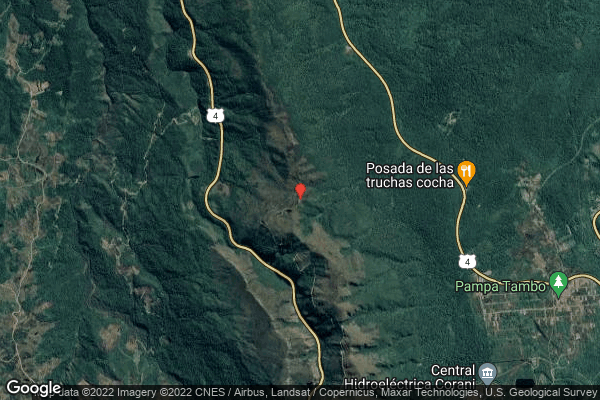 4
Posada de las
truchas cocha
4
Pampa Tambo
Central
Hidroeléctrica Corani
Google
Data ©2022 Imagery ©2022 CNES / Airbus, Landsat / Copernicus, Maxar Technologies, U.S. Geological Survey